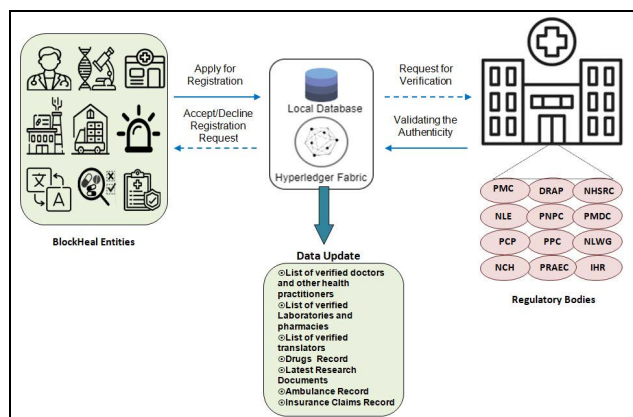 Apply for
Registration
Accept/Decline
Registration
Request
BlockHeal Entities
文
A
Local Database
Hyperledger Fabric
Request for
Verification
Validating the
Authenticity
PMC DRAP NHSRC
NLE PNPC PMDC
PCP PPC NLWG
NCH PRAEC IHR
Regulatory Bodies
Data Update
⊙List of verified doctors
and other health
practitioners
⊙List of verified
Laboratories and
pharmacies
⊙List of verified
translators
⊙Drugs Record
⊙Latest Research
Documents
⊙Ambulance Record
⊙Insurance Claims Record